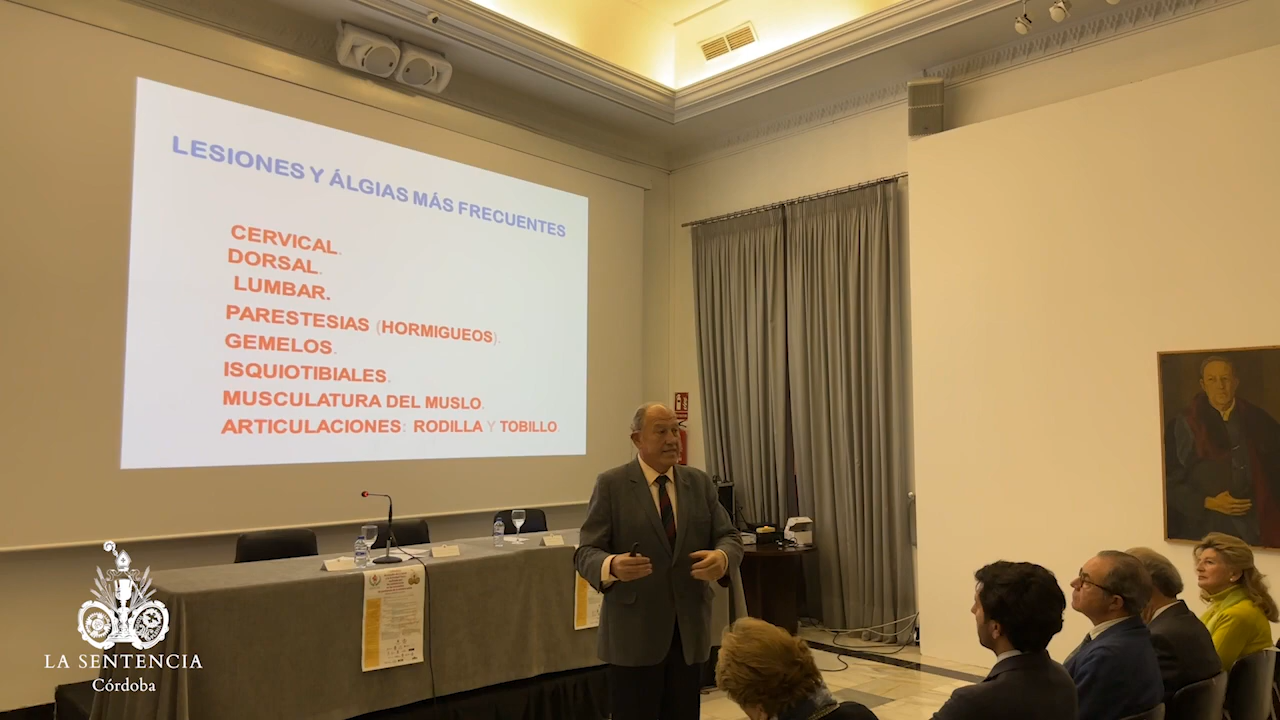 LESIONES Y ÁLGIAS MÁS FRECUENTES
CERVICAL.
DORSAL.
LUMBAR.
PARESTESIAS (HORMIGUEOS).
GEMELOS.
ISQUIOTIBIALES.
MUSCULATURA DEL MUSLO.
ARTICULACIONES: RODILLA Y TOBILLO.
LA SENTENCIA
Córdoba